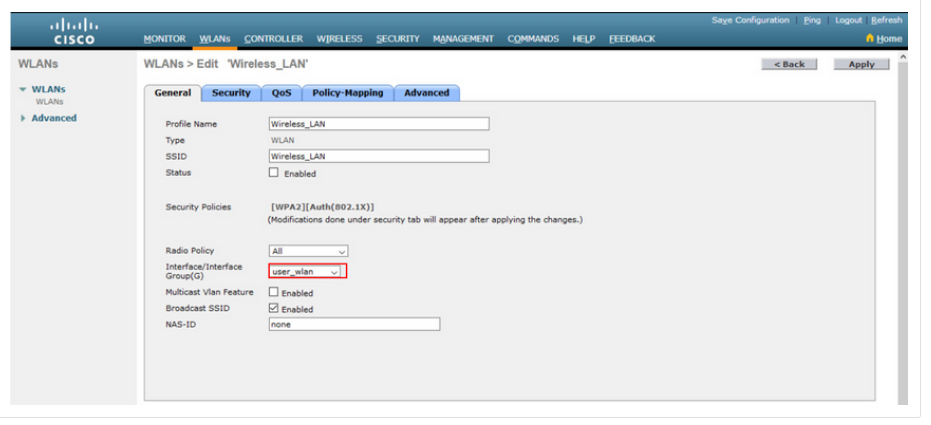 Save Configuration | Ping | Logout | Refresh
CISCO
MONITOR WLANs CONTROLLER WIRELESS SECURITY MANAGEMENT COMMANDS HELP FEEDBACK Home
WLANs
WLANs
WLANs
Advanced
WLANs > Edit 'Wireless_LAN'
< Back Apply
General Security QoS Policy-Mapping Advanced
Profile Name Wireless_LAN
Type WLAN
SSID Wireless_LAN
Status Enabled
Security Policies [WPA2][Auth(802.1X)]
(Modifications done under security tab will appear after applying the changes.)
Radio Policy All
Interface/Interface
Group(G) user_wlan
Multicast Vlan Feature Enabled
Broadcast SSID Enabled
NAS-ID none